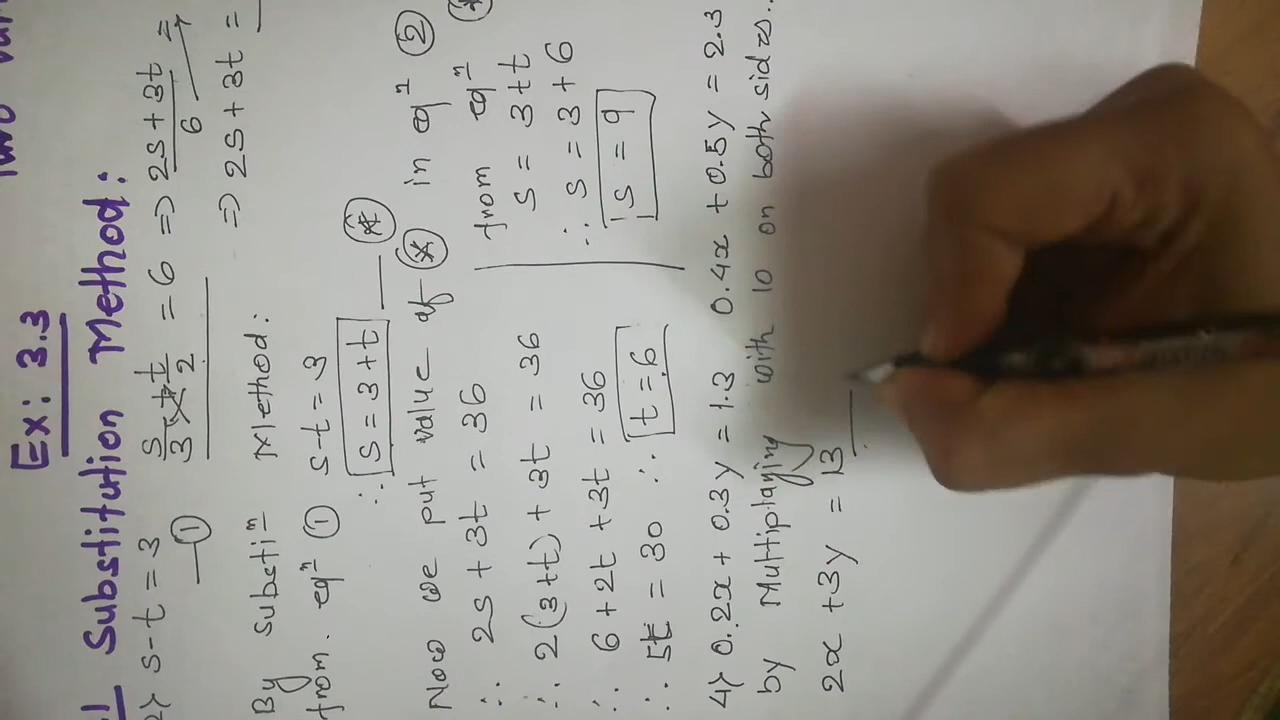 Ex: 3.3
Substitution Method:
2) s-t = 3 s/3 + t/2 = 6 ⇒ 2s + 3t / 6 =
① ⇒ 2s + 3t =
By substiⁿ Method:
from. eqⁿ ① s-t = 3
∴ s = 3+t — ⊛
Now we put value of ⊛ in eqⁿ ②
∴ 2s + 3t = 36
∴ 2(3+t) + 3t = 36
∴ 6 + 2t + 3t = 36
∴ 5t = 30 ∴ t = 6
from eqⁿ
s = 3+t
∴ s = 3+6
s = 9
4) 0.2x + 0.3y = 1.3 0.4x + 0.5y = 2.3
by Multiplaying with 10 on both sides..
2x + 3y = 13